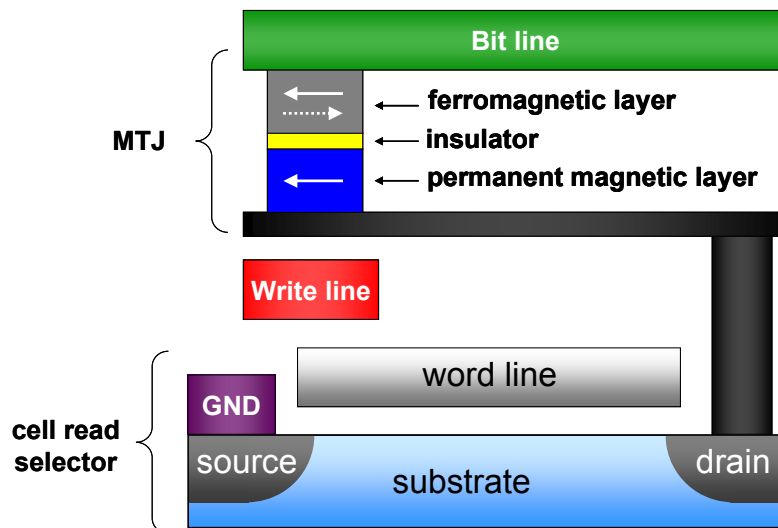 Bit line
MTJ
ferromagnetic layer
insulator
permanent magnetic layer
Write line
word line
GND
cell read
selector
source
substrate
drain